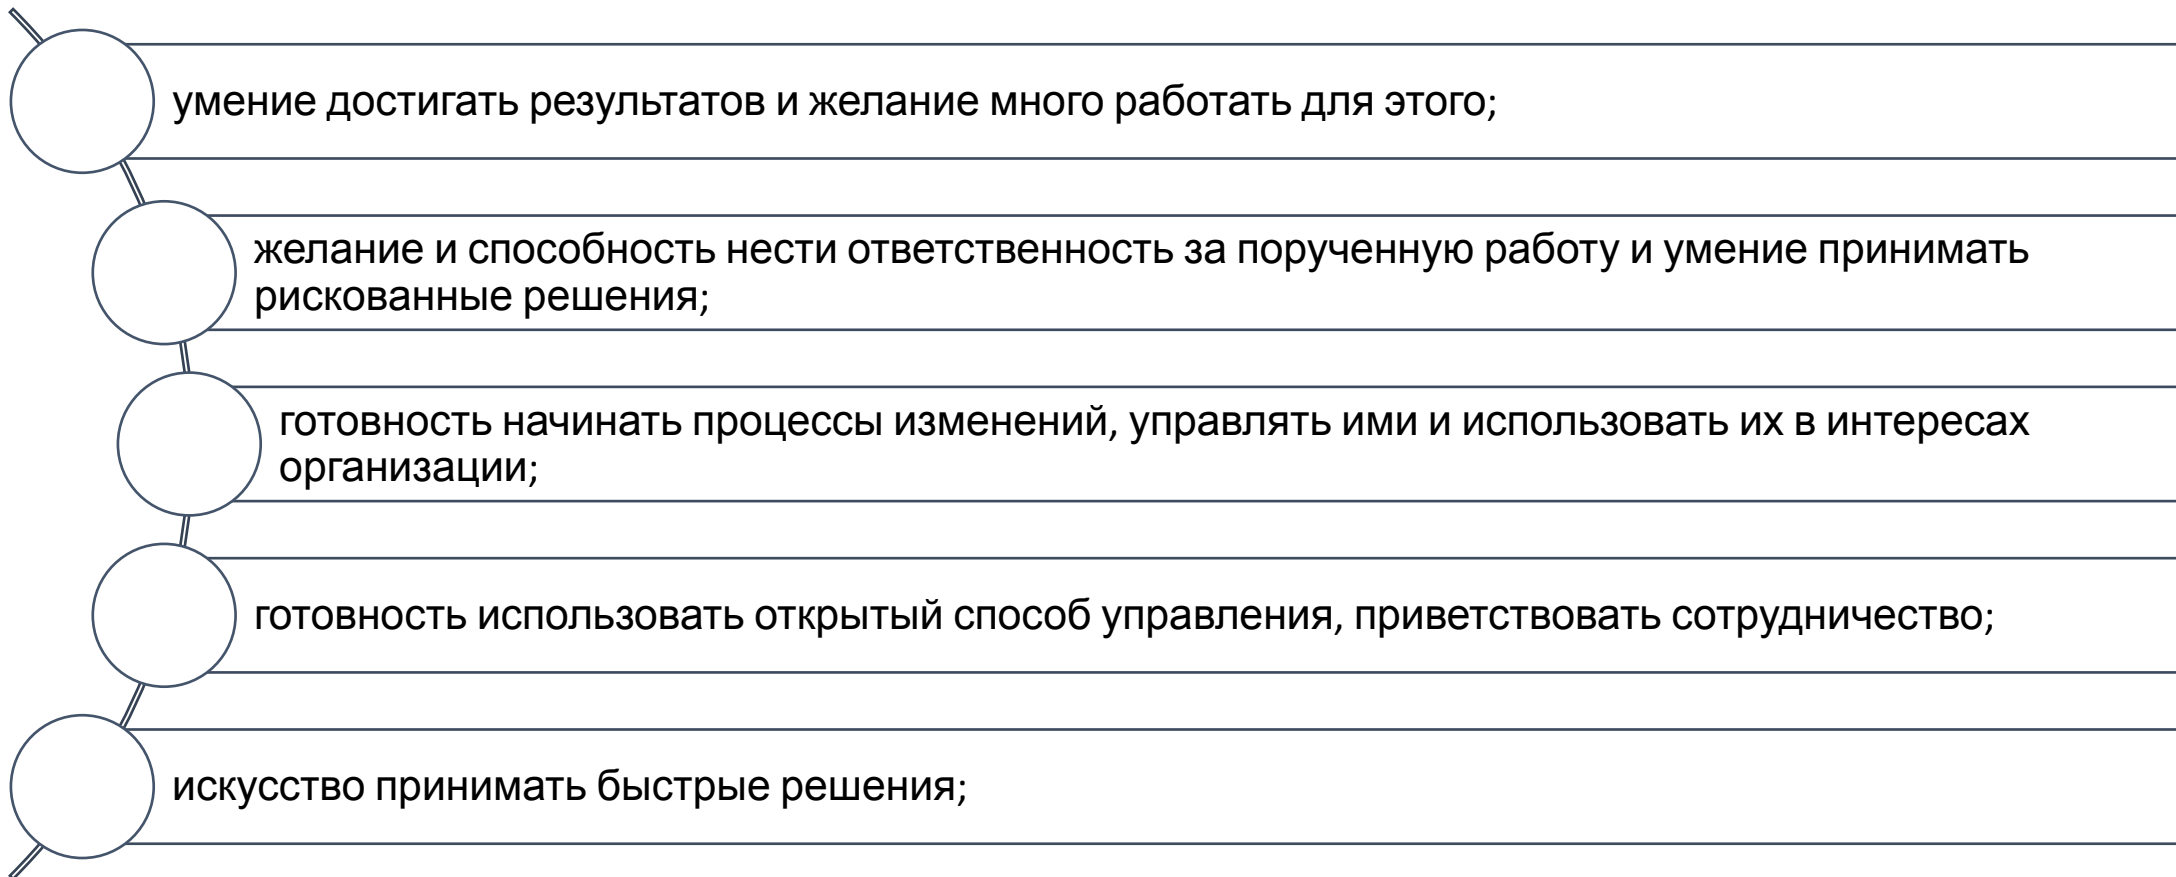 умение достигать результатов и желание много работать для этого;
желание и способность нести ответственность за порученную работу и умение принимать
рискованные решения;
готовность начинать процессы изменений, управлять ими и использовать их в интересах
организации;
готовность использовать открытый способ управления, приветствовать сотрудничество;
искусство принимать быстрые решения;